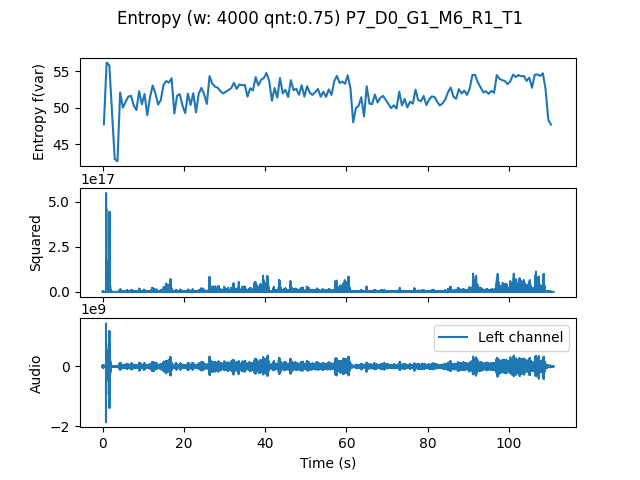 Entropy (w: 4000 qnt:0.75) P7_D0_G1_M6_R1_T1
Entropy f(var)
55
50
45
1e17
Squared
5.0
2.5
0.0
1e9
Audio
0
−2
Left channel
0
20
40
60
80
100
Time (s)